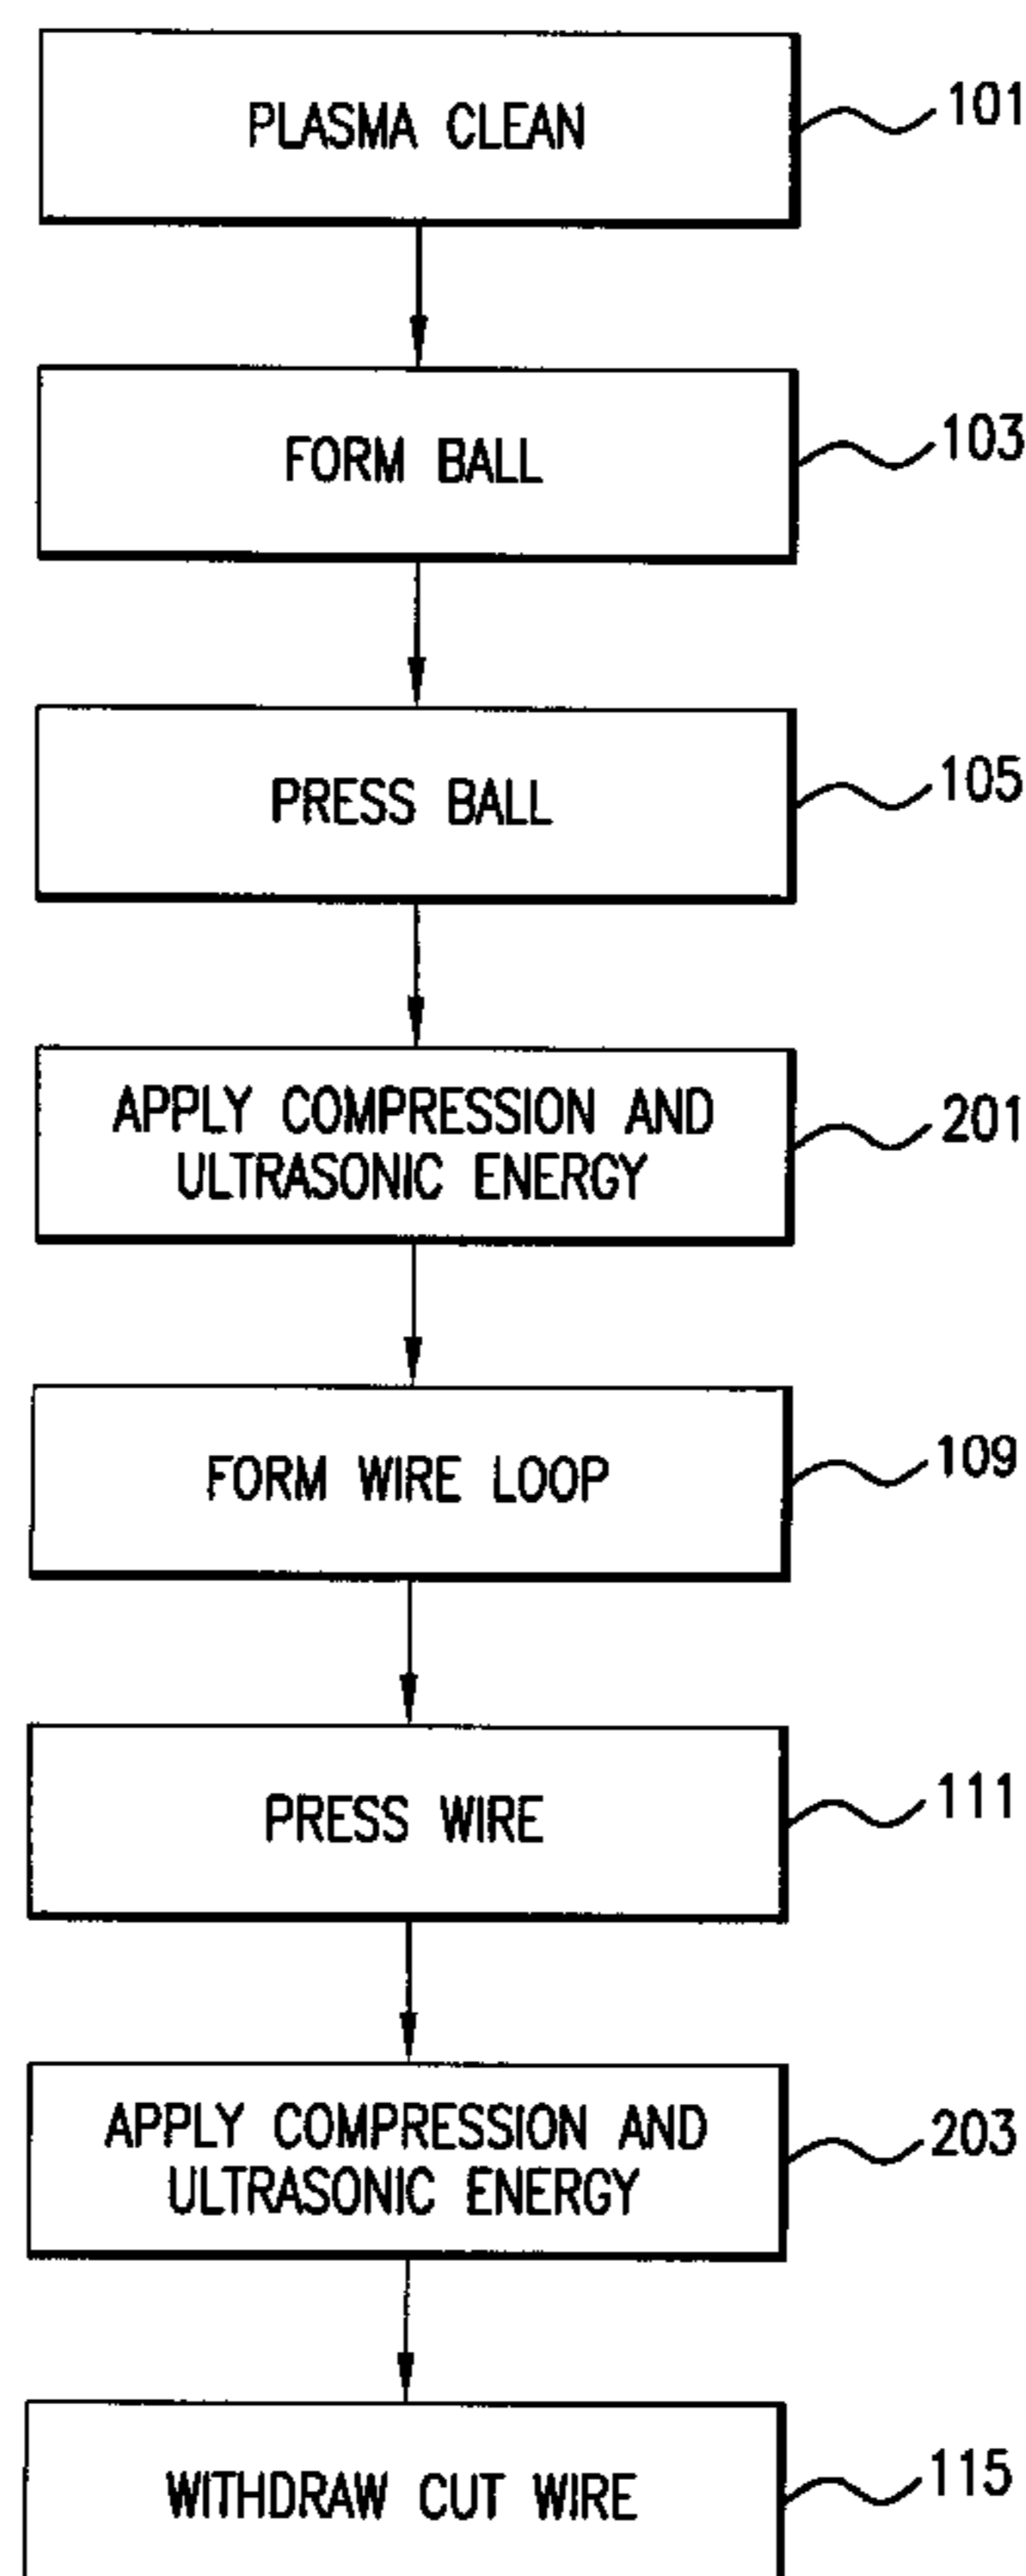 PLASMA CLEAN
101
FORM BALL
103
PRESS BALL
105
APPLY COMPRESSION AND
ULTRASONIC ENERGY
201
FORM WIRE LOOP
109
PRESS WIRE
111
APPLY COMPRESSION AND
ULTRASONIC ENERGY
203
WITHDRAW CUT WIRE
115